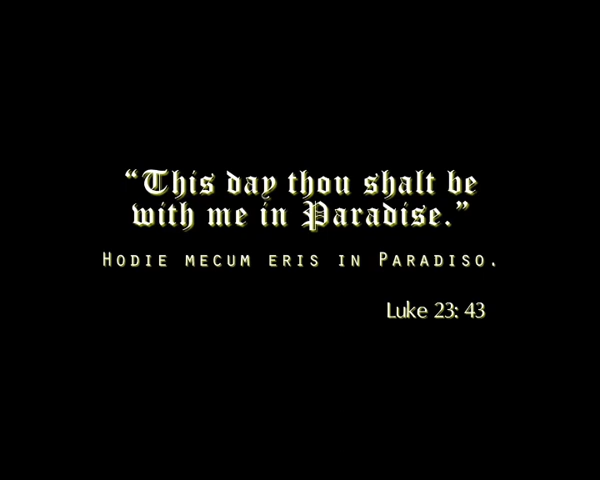 “This day thou shalt be
with me in Paradise.”
Hodie mecum eris in Paradiso.
Luke 23: 43